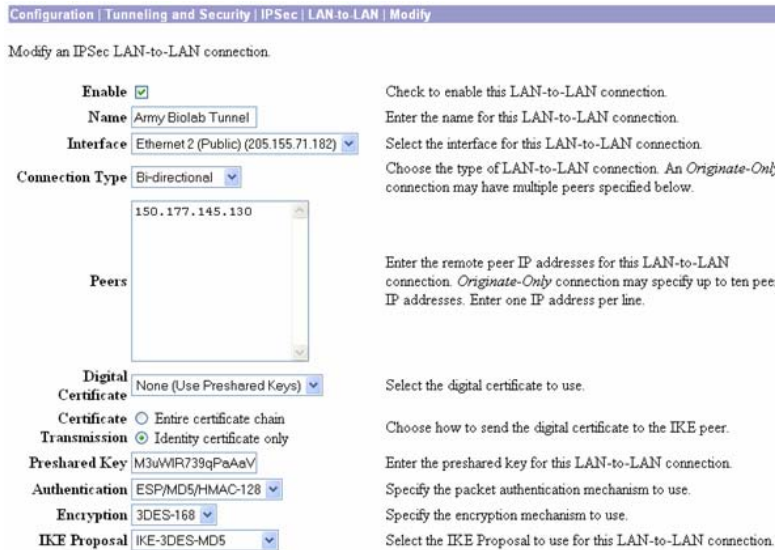 Configuration | Tunneling and Security | IPSec | LAN-to-LAN | Modify
Modify an IPSec LAN-to-LAN connection.
Enable Check to enable this LAN-to-LAN connection.
Name Army Biolab Tunnel Enter the name for this LAN-to-LAN connection.
Interface Ethernet 2 (Public) (205.155.71.182) Select the interface for this LAN-to-LAN connection.
Connection Type Bi-directional Choose the type of LAN-to-LAN connection. An Originate-Only
connection may have multiple peers specified below.
150.177.145.130
Peers Enter the remote peer IP addresses for this LAN-to-LAN
connection. Originate-Only connection may specify up to ten peer
IP addresses. Enter one IP address per line.
Digital
Certificate None (Use Preshared Keys) Select the digital certificate to use.
Certificate Entire certificate chain
Transmission Identity certificate only Choose how to send the digital certificate to the IKE peer.
Preshared Key M3uWIR739qPaAaV Enter the preshared key for this LAN-to-LAN connection.
Authentication ESP/MD5/HMAC-128 Specify the packet authentication mechanism to use.
Encryption 3DES-168 Specify the encryption mechanism to use.
IKE Proposal IKE-3DES-MD5 Select the IKE Proposal to use for this LAN-to-LAN connection.